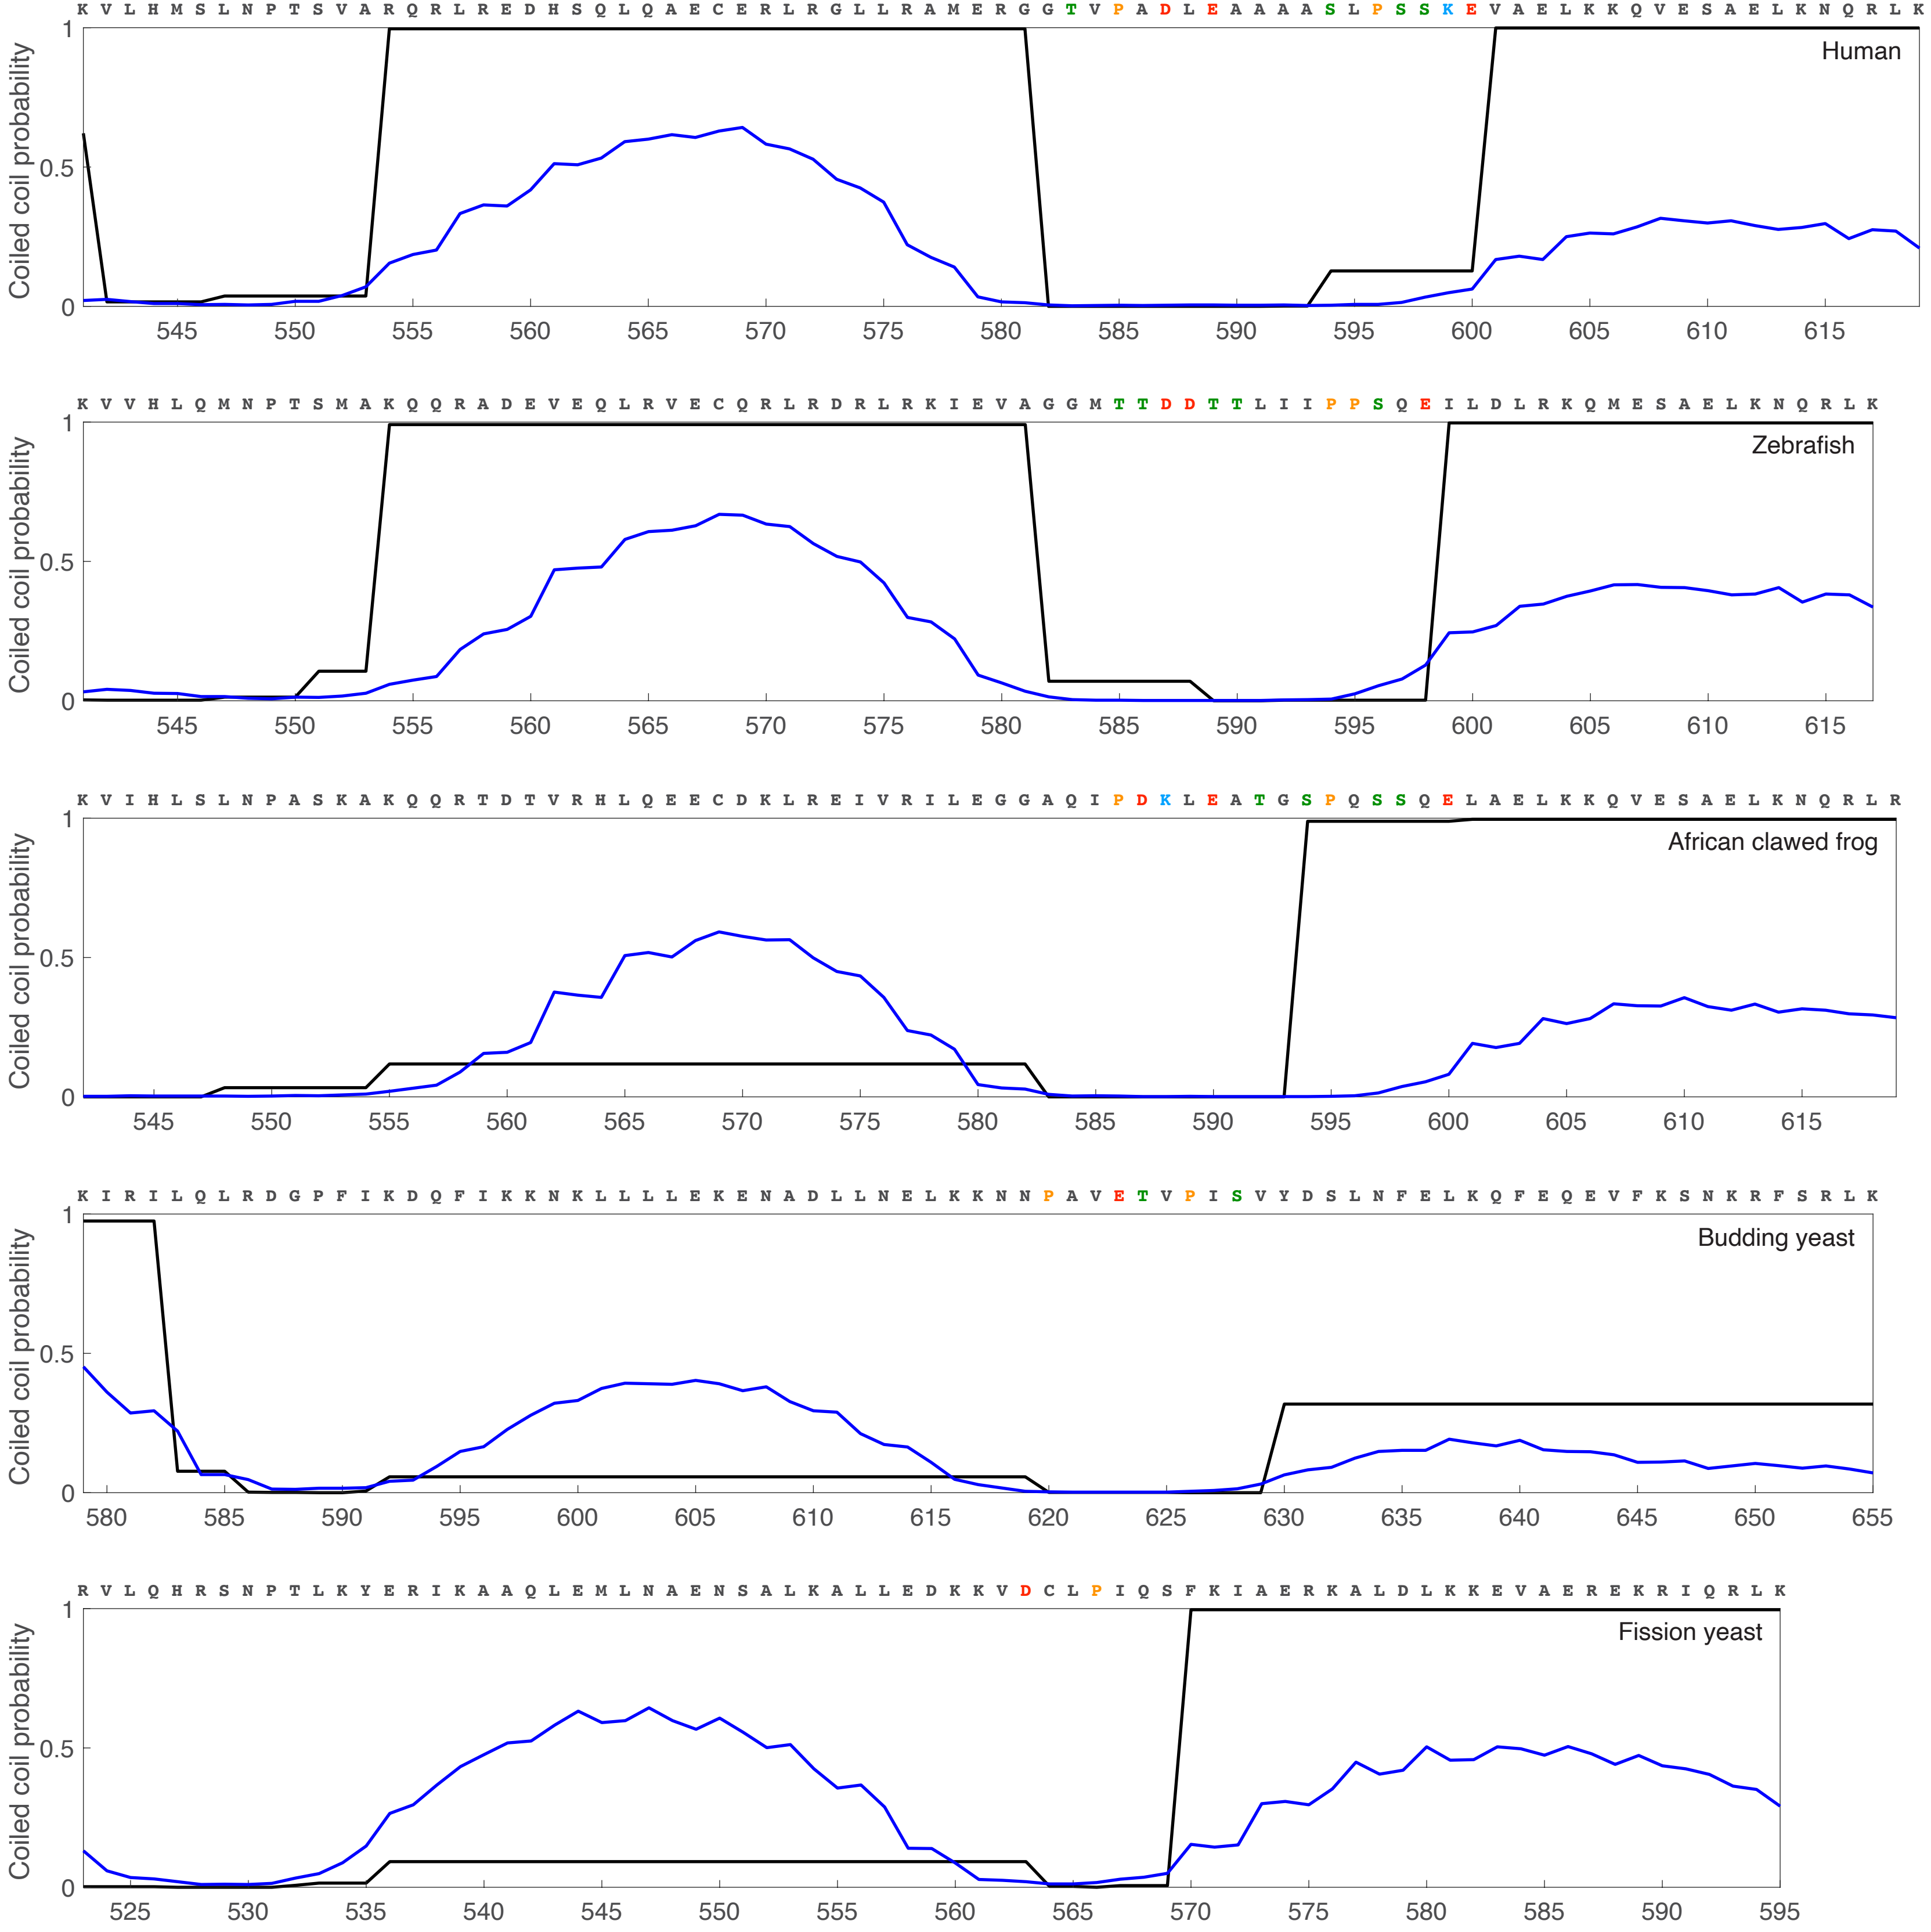 K V L H M S L N P T S V A R Q R L R E D H S Q L Q A E C E R L R G L L R A M E R G G T V P A D L E A A A A S L P S S K E V A E L K K Q V E S A E L K N Q R L K
1
Human
Coiled coil probability
0.5
0
545 550 555 560 565 570 575 580 585 590 595 600 605 610 615
K V V H L Q M N P T S M A K Q Q R A D E V E Q L R V E C Q R L R D R L R K I E V A G G M T T D D T T L I I P P S Q E I L D L R K Q M E S A E L K N Q R L K
1
Zebrafish
Coiled coil probability
0.5
0
545 550 555 560 565 570 575 580 585 590 595 600 605 610 615
K V I H L S L N P A S K A K Q Q R T D T V R H L Q E E C D K L R E I V R I L E G G A Q I P D K L E A T G S P Q S S Q E L A E L K K Q V E S A E L K N Q R L R
1
African clawed frog
Coiled coil probability
0.5
0
545 550 555 560 565 570 575 580 585 590 595 600 605 610 615
K I R I L Q L R D G P F I K D Q F I K K N K L L L L E K E N A D L L N E L K K N N P A V E T V P I S V Y D S L N F E L K Q F E Q E V F K S N K R F S R L K
1
Budding yeast
Coiled coil probability
0.5
0
580 585 590 595 600 605 610 615 620 625 630 635 640 645 650 655
R V L Q H R S N P T L K Y E R I K A A Q L E M L N A E N S A L K A L L E D K K V D C L P I Q S F K I A E R K A L D L K K E V A E R E K R I Q R L K
1
Fission yeast
Coiled coil probability
0.5
0
525 530 535 540 545 550 555 560 565 570 575 580 585 590 595